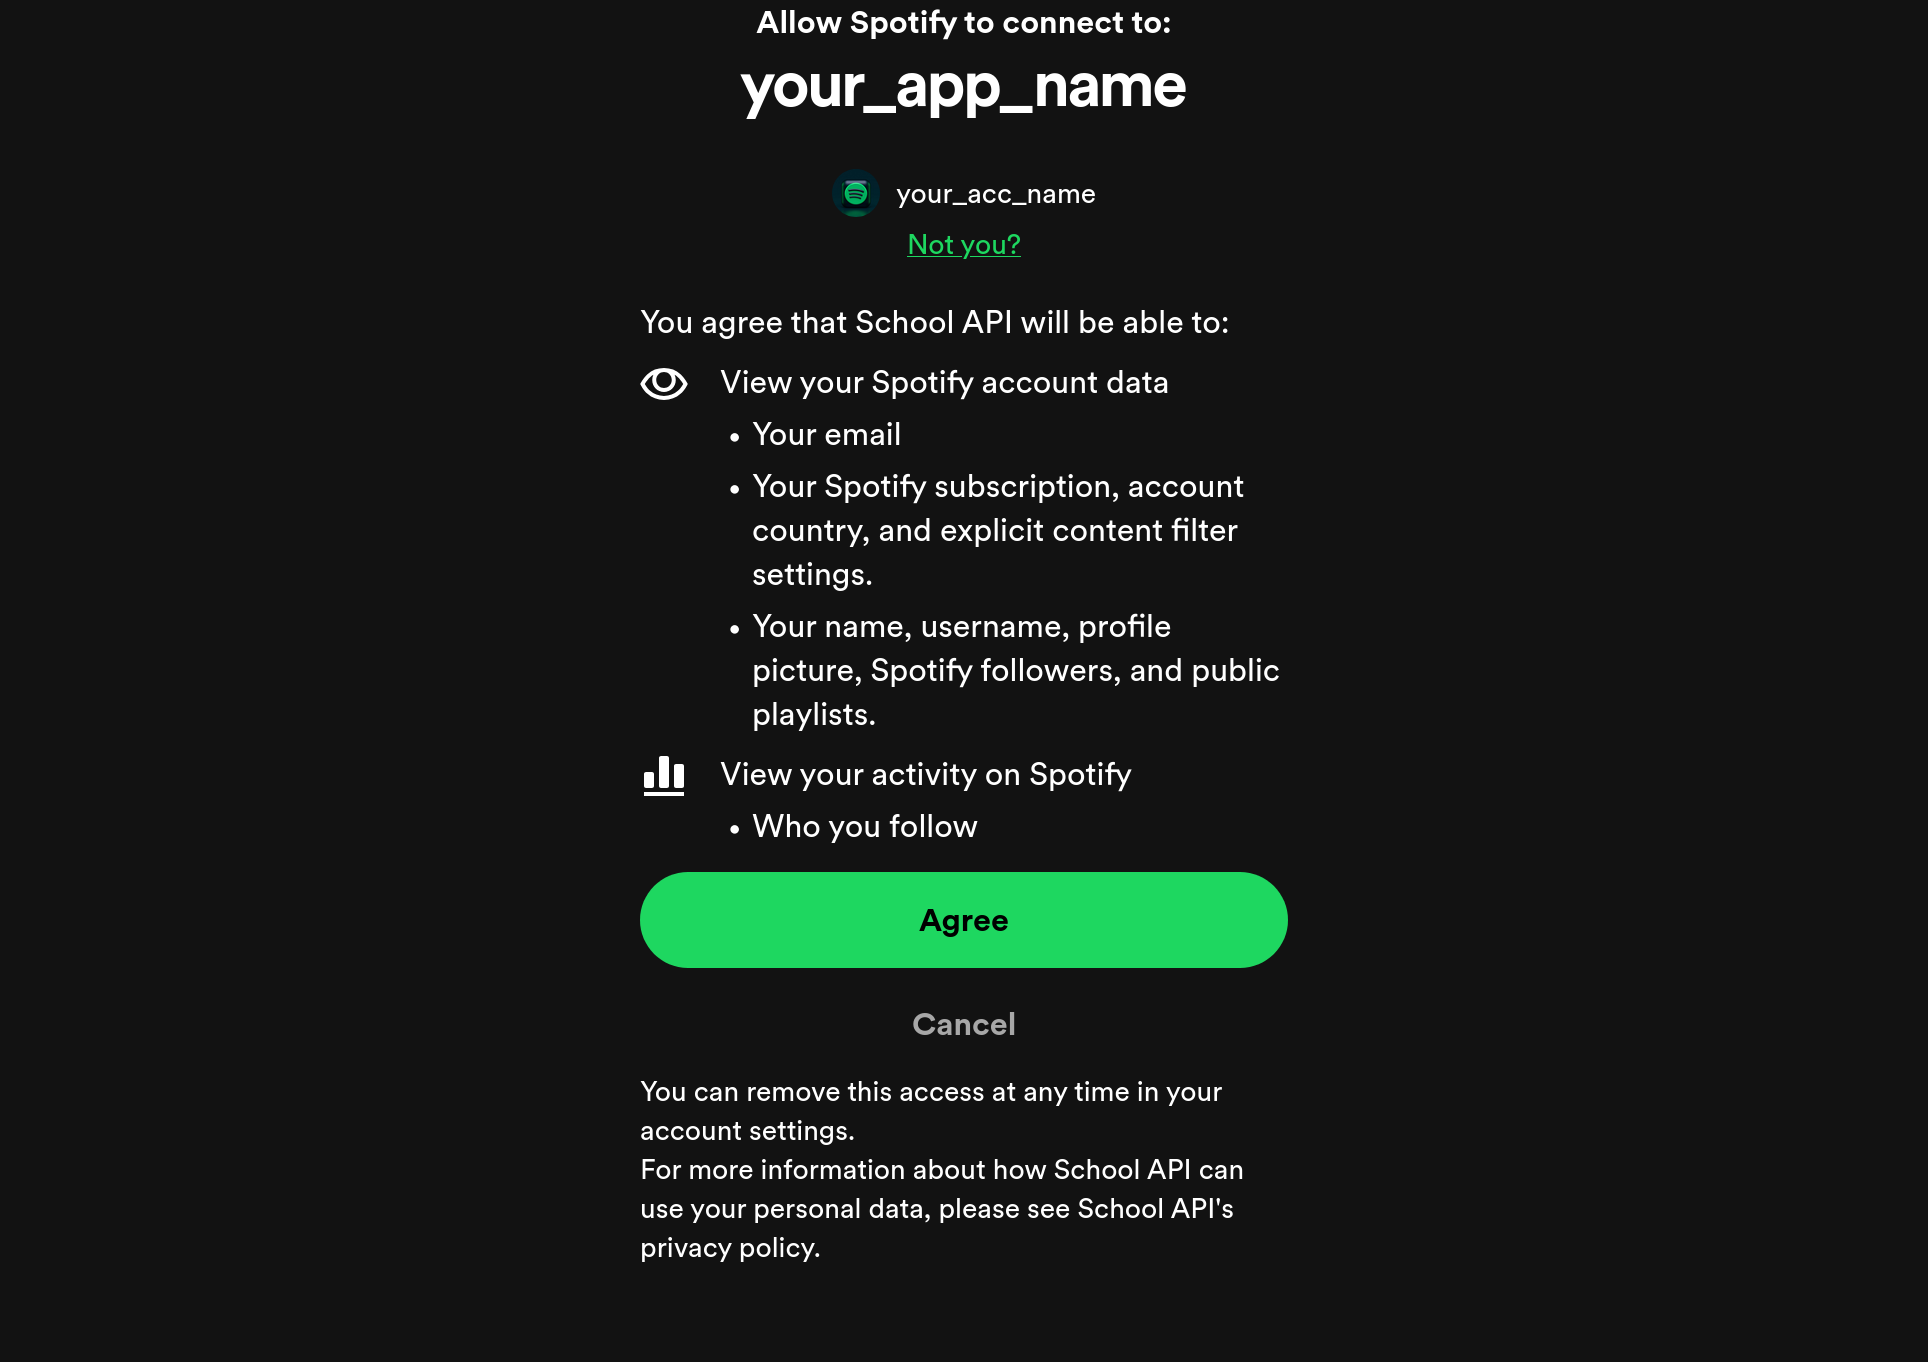 Allow Spotify to connect to:
your_app_name
your_acc_name
Not you?
You agree that School API will be able to:
View your Spotify account data
• Your email
• Your Spotify subscription, account
country, and explicit content filter
settings.
• Your name, username, profile
picture, Spotify followers, and public
playlists.
View your activity on Spotify
• Who you follow
Agree
Cancel
You can remove this access at any time in your
account settings.
For more information about how School API can
use your personal data, please see School API's
privacy policy.